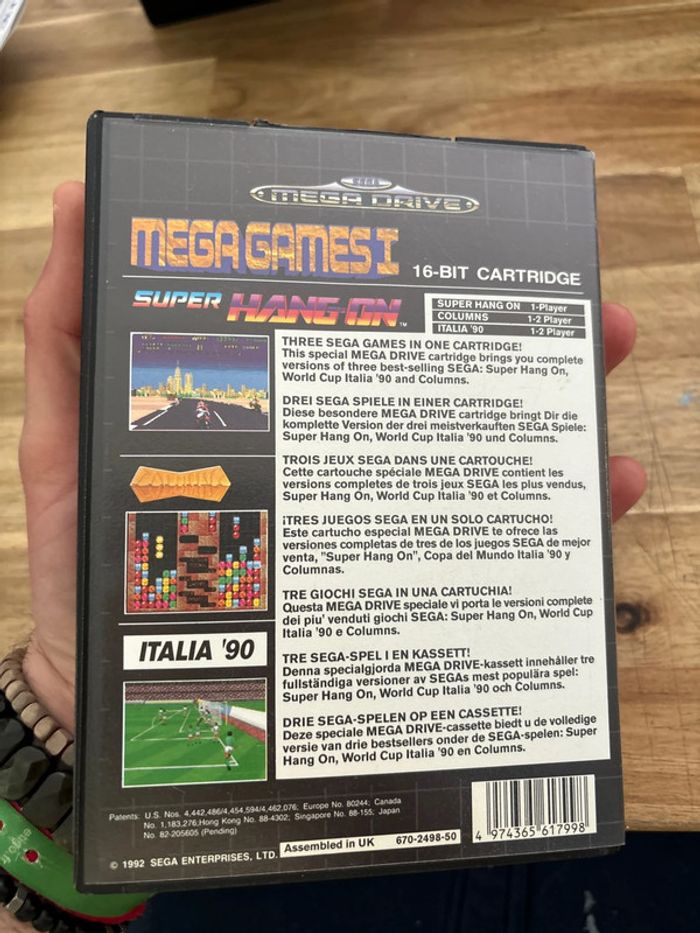 SEGA
MEGA DRIVE
MEGA GAMES I
16-BIT CARTRIDGE
SUPER HANG-ON™
SUPER HANG ON 1-Player
COLUMNS 1-2 Player
ITALIA '90 1-2 Player
THREE SEGA GAMES IN ONE CARTRIDGE!
This special MEGA DRIVE cartridge brings you complete
versions of three best-selling SEGA: Super Hang On,
World Cup Italia '90 and Columns.
DREI SEGA SPIELE IN EINER CARTRIDGE!
Diese besondere MEGA DRIVE cartridge bringt Dir die
komplette Version der drei meistverkauften SEGA Spiele:
Super Hang On, World Cup Italia '90 und Columns.
TROIS JEUX SEGA DANS UNE CARTOUCHE!
Cette cartouche spéciale MEGA DRIVE contient les
versions completes de trois jeux SEGA les plus vendus,
Super Hang On, World Cup Italia '90 et Columns.
COLUMNS
¡TRES JUEGOS SEGA EN UN SOLO CARTUCHO!
Este cartucho especial MEGA DRIVE te ofrece las
versiones completas de tres de los juegos SEGA de mejor
venta, "Super Hang On", Copa del Mundo Italia '90 y
Columnas.
TRE GIOCHI SEGA IN UNA CARTUCHIA!
Questa MEGA DRIVE speciale vi porta le versioni complete
dei piu' venduti giochi SEGA: Super Hang On, World Cup
Italia '90 e Columns.
ITALIA '90
TRE SEGA-SPEL I EN KASSETT!
Denna specialgjorda MEGA DRIVE-kassett innehåller tre
fullständiga versioner av SEGAs mest populära spel:
Super Hang On, World Cup Italia '90 och Columns.
DRIE SEGA-SPELEN OP EEN CASSETTE!
Deze speciale MEGA DRIVE-cassette biedt u de volledige
versie van drie bestsellers onder de SEGA-spelen: Super
Hang On, World Cup Italia '90 en Columns.
Patents: U.S. Nos. 4,442,486/4,454,594/4,462,076; Europe No. 80244; Canada
No. 1,183,276;Hong Kong No. 88-4302; Singapore No. 88-155; Japan
No. 82-205605 (Pending)
© 1992 SEGA ENTERPRISES, LTD.
Assembled in UK 670-2498-50
4 974365 617998